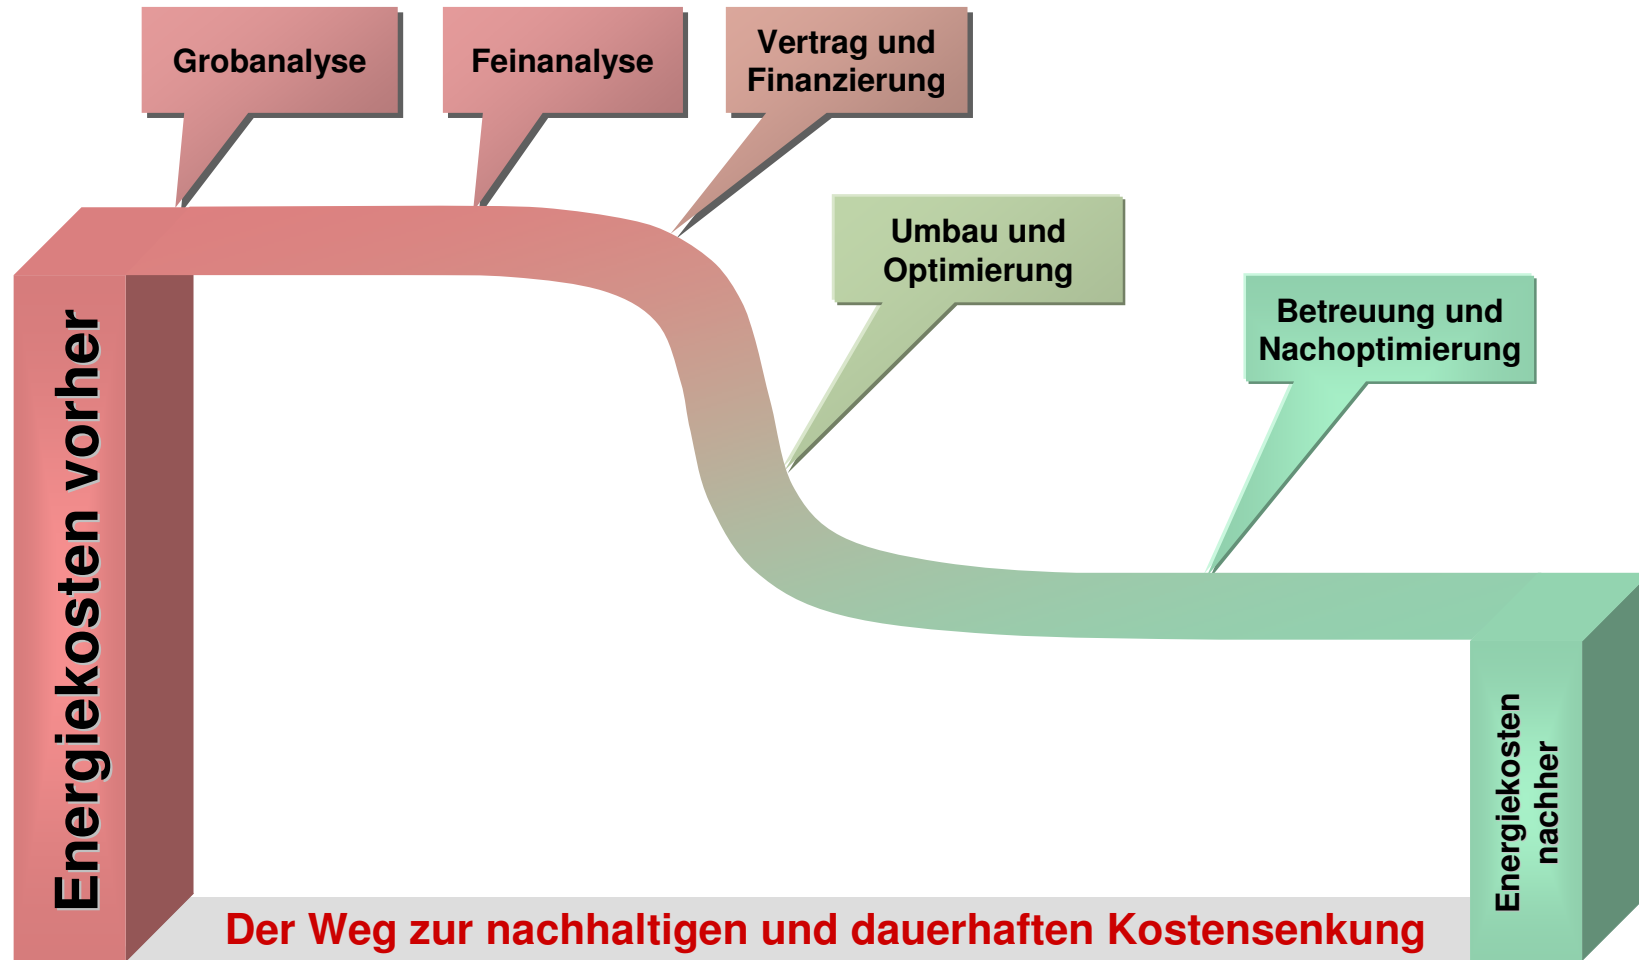 Grobanalyse
Feinanalyse
Vertrag und
Finanzierung
Umbau und
Optimierung
Betreuung und
Nachoptimierung
Energiekosten vorher
Energiekosten
nachher
Der Weg zur nachhaltigen und dauerhaften Kostensenkung